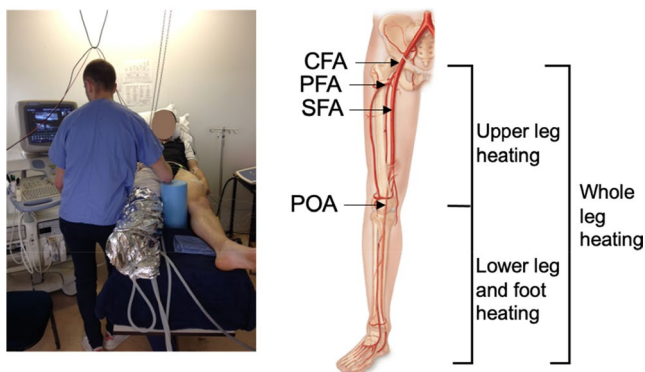 CFA
PFA
SFA
POA
Upper leg
heating
Lower leg
and foot
heating
Whole
leg
heating